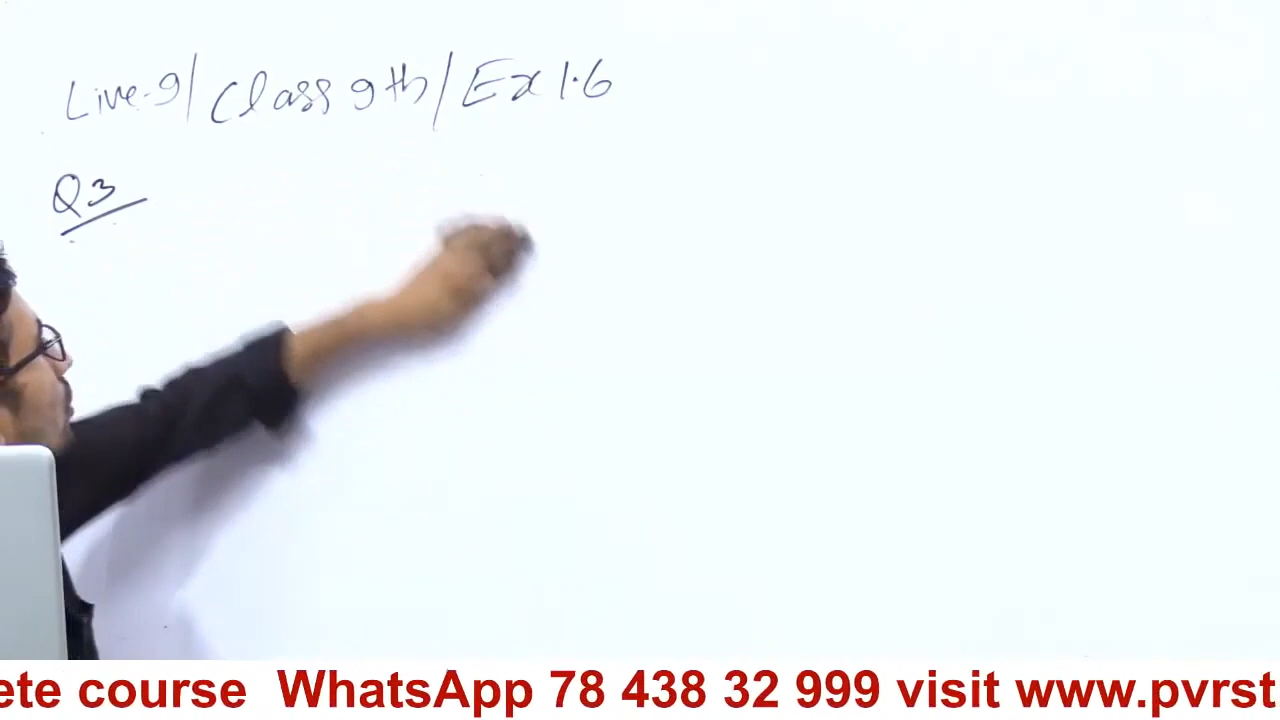 Live-9/ Class 9th/ Ex 1.6
Q3
ete course WhatsApp 78 438 32 999 visit www.pvrst